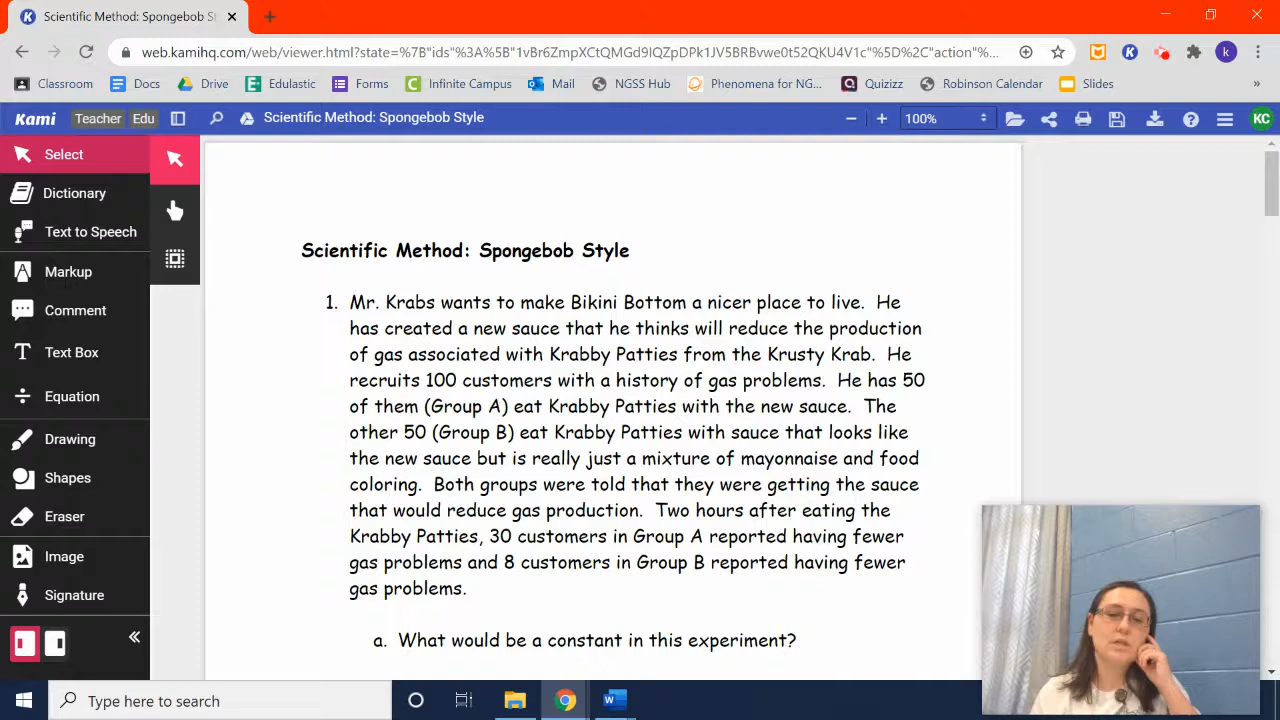 Scientific Method: Spongebob St
web.kamihq.com/web/viewer.html?state=%7B"ids"%3A%5B"1vBr6ZmpXCtQMGd9IQZpDPk1JV5BRBvwe0t52QKU4V1c"%5D%2C"action"%...
Classroom Docs Drive Edulastic Forms Infinite Campus Mail NGSS Hub Phenomena for NG... Quizizz Robinson Calendar Slides »
Kami Teacher Edu Scientific Method: Spongebob Style 100% KC
Select
Dictionary
Text to Speech
Markup
Comment
Text Box
Equation
Drawing
Shapes
Eraser
Image
Signature
Scientific Method: Spongebob Style
1. Mr. Krabs wants to make Bikini Bottom a nicer place to live. He
has created a new sauce that he thinks will reduce the production
of gas associated with Krabby Patties from the Krusty Krab. He
recruits 100 customers with a history of gas problems. He has 50
of them (Group A) eat Krabby Patties with the new sauce. The
other 50 (Group B) eat Krabby Patties with sauce that looks like
the new sauce but is really just a mixture of mayonnaise and food
coloring. Both groups were told that they were getting the sauce
that would reduce gas production. Two hours after eating the
Krabby Patties, 30 customers in Group A reported having fewer
gas problems and 8 customers in Group B reported having fewer
gas problems.
a. What would be a constant in this experiment?
Type here to search